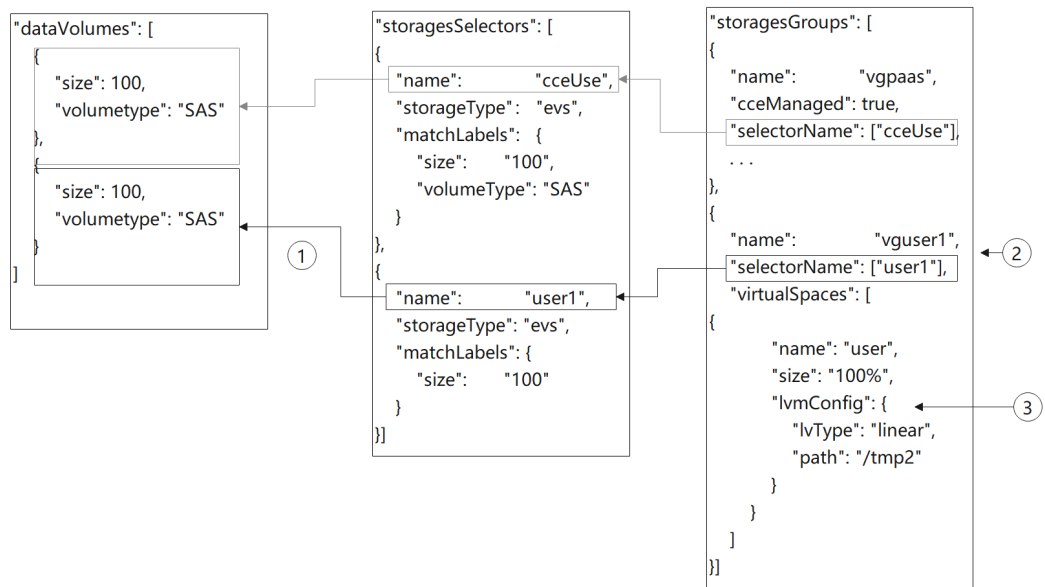 "dataVolumes": [
{
"size": 100,
"volumetype": "SAS"
},
{
"size": 100,
"volumetype": "SAS"
}
]
1
"storagesSelectors": [
{
"name": "cceUse",
"storageType": "evs",
"matchLabels": {
"size": "100",
"volumeType": "SAS"
}
},
{
"name": "user1",
"storageType": "evs",
"matchLabels": {
"size": "100"
}
}]
"storagesGroups": [
{
"name": "vgpaas",
"cceManaged": true,
"selectorName": ["cceUse"],
. . .
},
{
"name": "vguser1",
"selectorName": ["user1"],
"virtualSpaces": [
{
"name": "user",
"size": "100%",
"lvmConfig": {
"lvType": "linear",
"path": "/tmp2"
}
}
]
}]
2
3